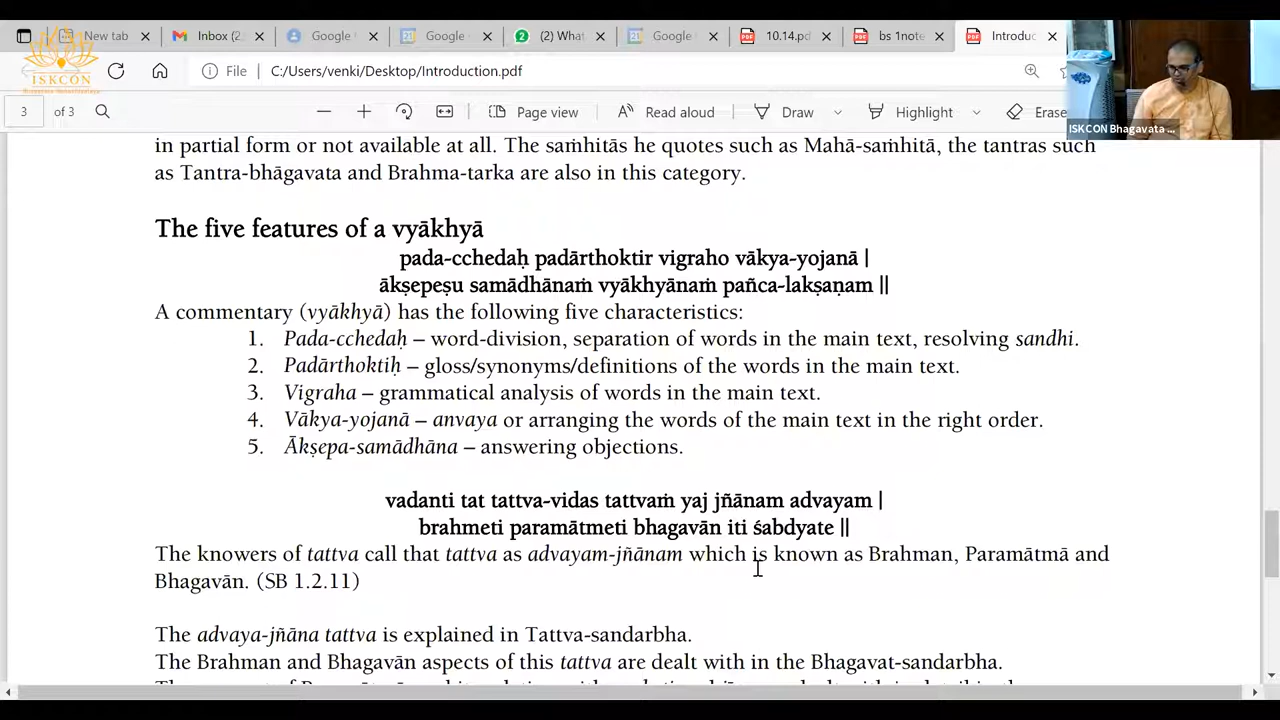 New tab
Inbox (2
Google
Google
(2) What
Google
10.14.pd
bs 1note
Introduc
ISKCON
File
C:/Users/venki/Desktop/Introduction.pdf
3
of 3
Page view
Read aloud
Draw
Highlight
Erase
ISKCON Bhagavata ...
in partial form or not available at all. The saṁhitās he quotes such as Mahā-saṁhitā, the tantras such
as Tantra-bhāgavata and Brahma-tarka are also in this category.
The five features of a vyākhyā
pada-cchedaḥ padārthoktir vigraho vākya-yojanā |
ākṣepeṣu samādhānaṁ vyākhyānaṁ pañca-lakṣaṇam ||
A commentary (vyākhyā) has the following five characteristics:
1. Pada-cchedaḥ – word-division, separation of words in the main text, resolving sandhi.
2. Padārthoktiḥ – gloss/synonyms/definitions of the words in the main text.
3. Vigraha – grammatical analysis of words in the main text.
4. Vākya-yojanā – anvaya or arranging the words of the main text in the right order.
5. Ākṣepa-samādhāna – answering objections.
vadanti tat tattva-vidas tattvaṁ yaj jñānam advayam |
brahmeti paramātmeti bhagavān iti śabdyate ||
The knowers of tattva call that tattva as advayam-jñānam which is known as Brahman, Paramātmā and
Bhagavān. (SB 1.2.11)
The advaya-jñāna tattva is explained in Tattva-sandarbha.
The Brahman and Bhagavān aspects of this tattva are dealt with in the Bhagavat-sandarbha.